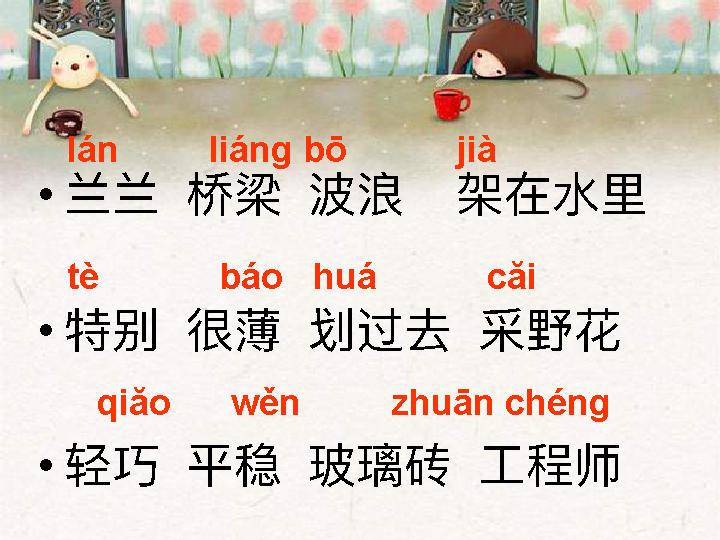 lán liáng bō jià
• 兰兰 桥梁 波浪 架在水里
tè báo huá cǎi
• 特别 很薄 划过去 采野花
qiǎo wěn zhuān chéng
• 轻巧 平稳 玻璃砖 工程师